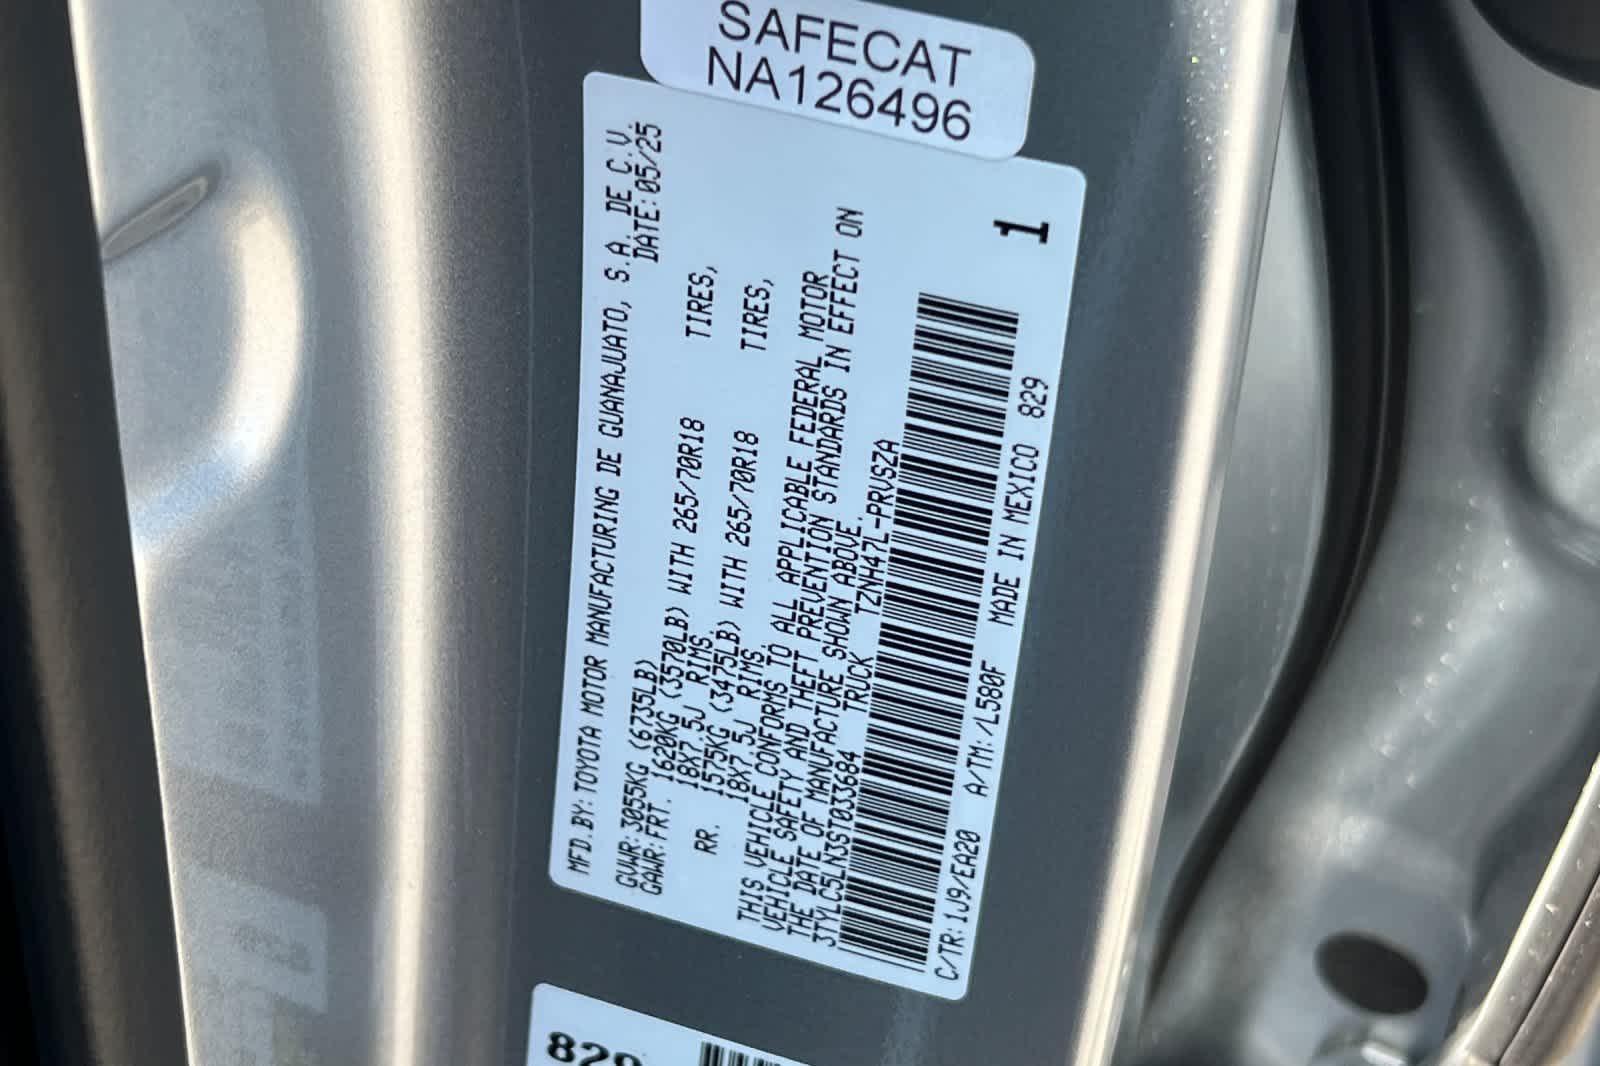 SAFECAT
NA126496
MFD.BY:TOYOTA MOTOR MANUFACTURING DE GUANAJUATO, S.A. DE C.V.
DATE:05/25
GVWR:3055KG (6735LB)
GAWR:FRT. 1620KG (3570LB) WITH 265/70R18 TIRES,
18X7.5J RIMS.
RR. 1575KG (3475LB) WITH 265/70R18 TIRES,
18X7.5J RIMS.
THIS VEHICLE CONFORMS TO ALL APPLICABLE FEDERAL MOTOR
VEHICLE SAFETY AND THEFT PREVENTION STANDARDS IN EFFECT ON
THE DATE OF MANUFACTURE SHOWN ABOVE.
3TYLC5LN3ST033684 TRUCK TZNH47L-PRVSZA
1
C/TR:1J9/EA20 A/TM:/L580F MADE IN MEXICO 829
829